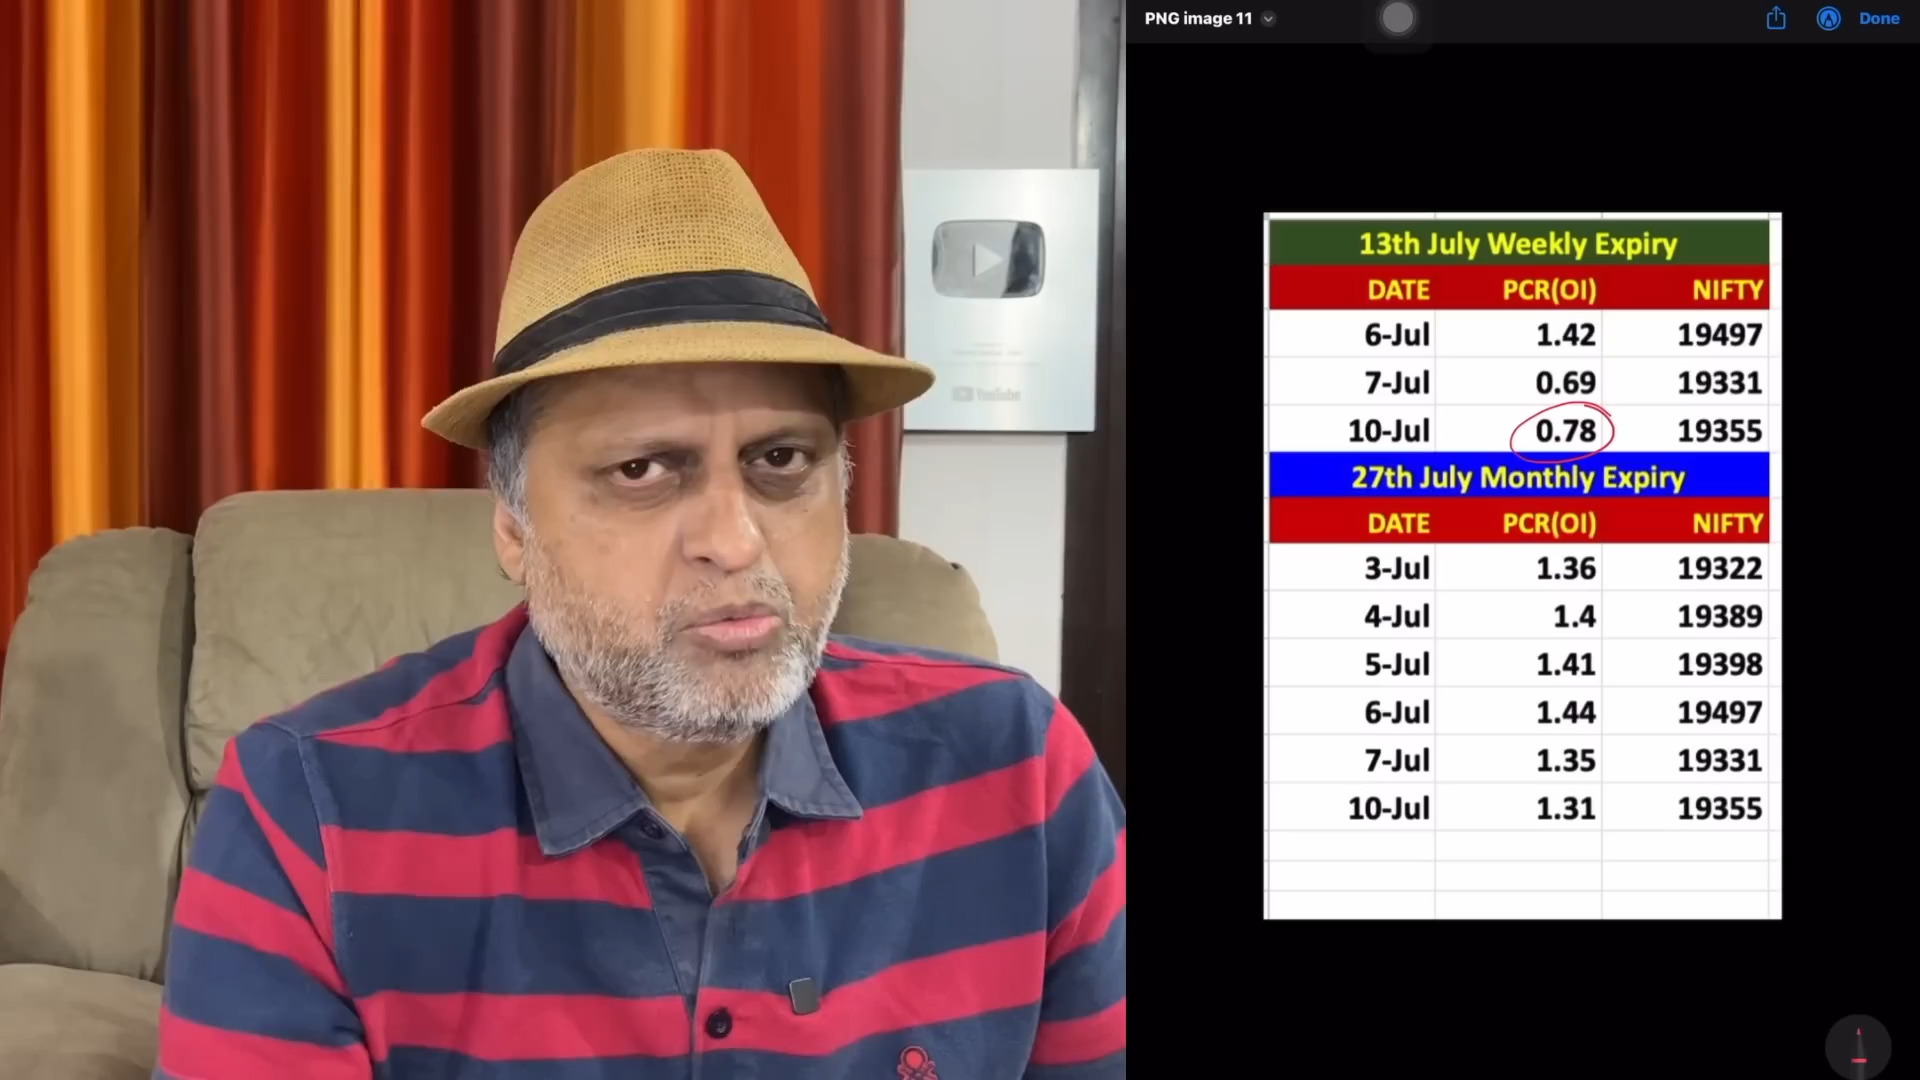 PNG image 11
Done
YouTube
13th July Weekly Expiry
DATE PCR(OI) NIFTY
6-Jul 1.42 19497
7-Jul 0.69 19331
10-Jul 0.78 19355
27th July Monthly Expiry
DATE PCR(OI) NIFTY
3-Jul 1.36 19322
4-Jul 1.4 19389
5-Jul 1.41 19398
6-Jul 1.44 19497
7-Jul 1.35 19331
10-Jul 1.31 19355